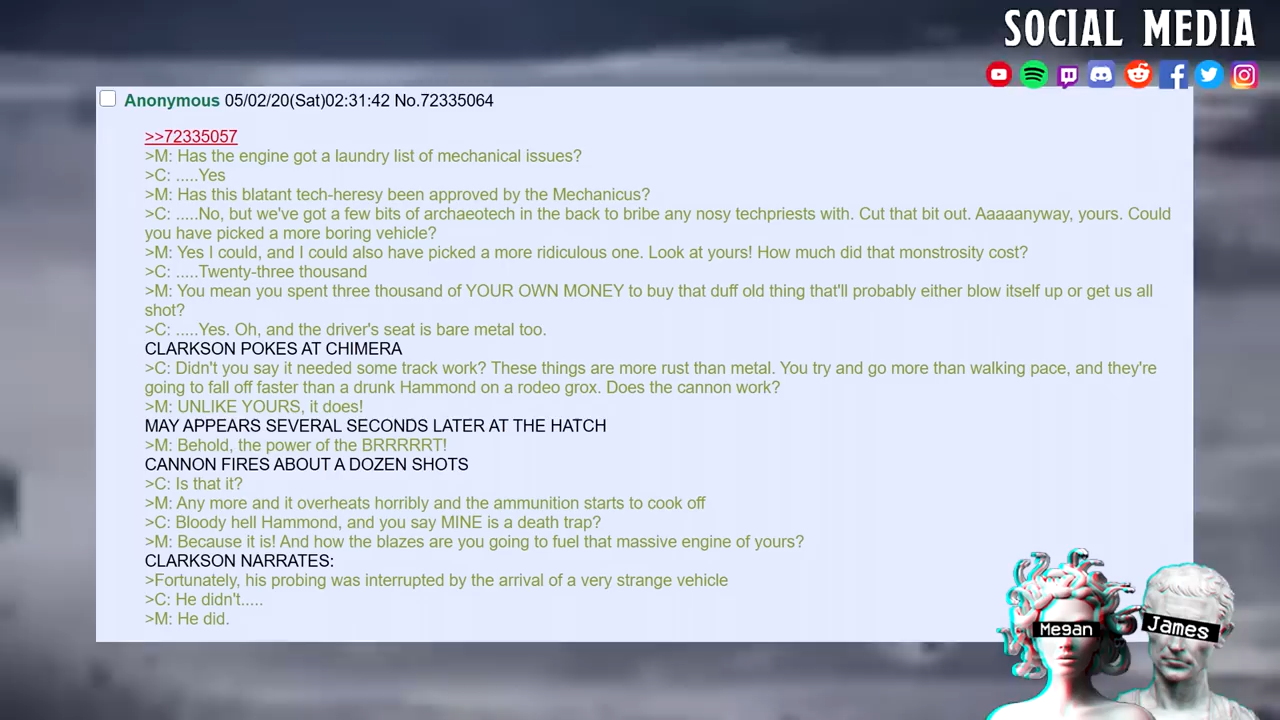 SOCIAL MEDIA
Anonymous 05/02/20(Sat)02:31:42 No.72335064
>>72335057
>M: Has the engine got a laundry list of mechanical issues?
>C: .....Yes
>M: Has this blatant tech-heresy been approved by the Mechanicus?
>C: .....No, but we've got a few bits of archaeotech in the back to bribe any nosy techpriests with. Cut that bit out. Aaaaanyway, yours. Could
you have picked a more boring vehicle?
>M: Yes I could, and I could also have picked a more ridiculous one. Look at yours! How much did that monstrosity cost?
>C: .....Twenty-three thousand
>M: You mean you spent three thousand of YOUR OWN MONEY to buy that duff old thing that'll probably either blow itself up or get us all
shot?
>C: .....Yes. Oh, and the driver's seat is bare metal too.
CLARKSON POKES AT CHIMERA
>C: Didn't you say it needed some track work? These things are more rust than metal. You try and go more than walking pace, and they're
going to fall off faster than a drunk Hammond on a rodeo grox. Does the cannon work?
>M: UNLIKE YOURS, it does!
MAY APPEARS SEVERAL SECONDS LATER AT THE HATCH
>M: Behold, the power of the BRRRRRT!
CANNON FIRES ABOUT A DOZEN SHOTS
>C: Is that it?
>M: Any more and it overheats horribly and the ammunition starts to cook off
>C: Bloody hell Hammond, and you say MINE is a death trap?
>M: Because it is! And how the blazes are you going to fuel that massive engine of yours?
CLARKSON NARRATES:
>Fortunately, his probing was interrupted by the arrival of a very strange vehicle
>C: He didn't.....
>M: He did.
Megan
James